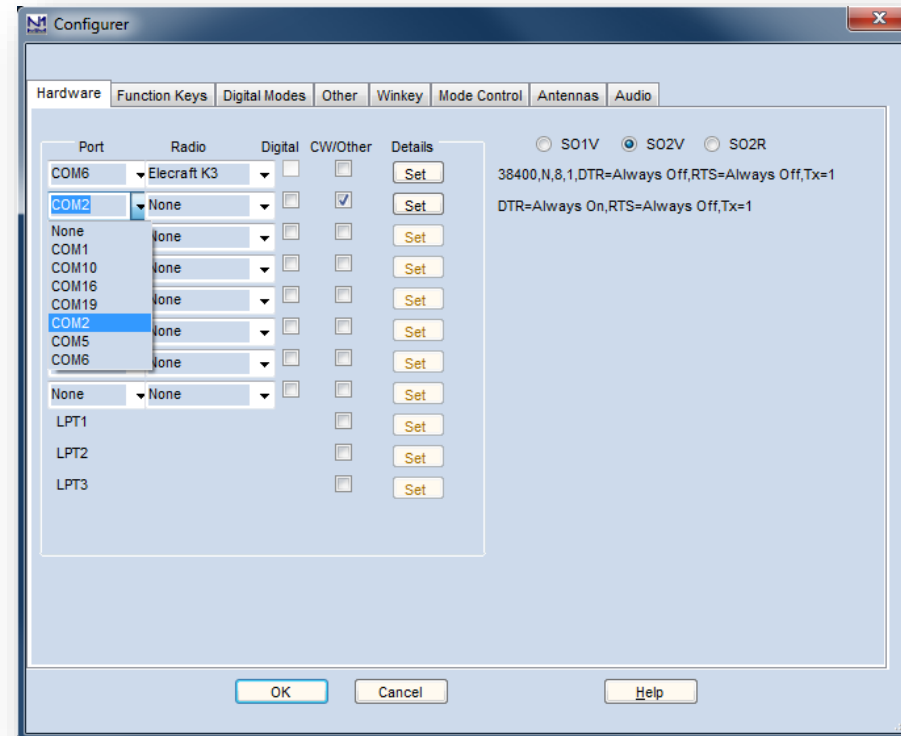 N1
MM
Configurer
X
Hardware Function Keys Digital Modes Other Winkey Mode Control Antennas Audio
Port Radio Digital CW/Other Details SO1V SO2V SO2R
COM6 Elecraft K3 Set 38400,N,8,1,DTR=Always Off,RTS=Always Off,Tx=1
COM2 None Set DTR=Always On,RTS=Always Off,Tx=1
None None Set
COM1
COM10 None Set
COM16
COM19 None Set
COM2 None Set
COM5
COM6 None Set
None None Set
LPT1 Set
LPT2 Set
LPT3 Set
OK Cancel Help